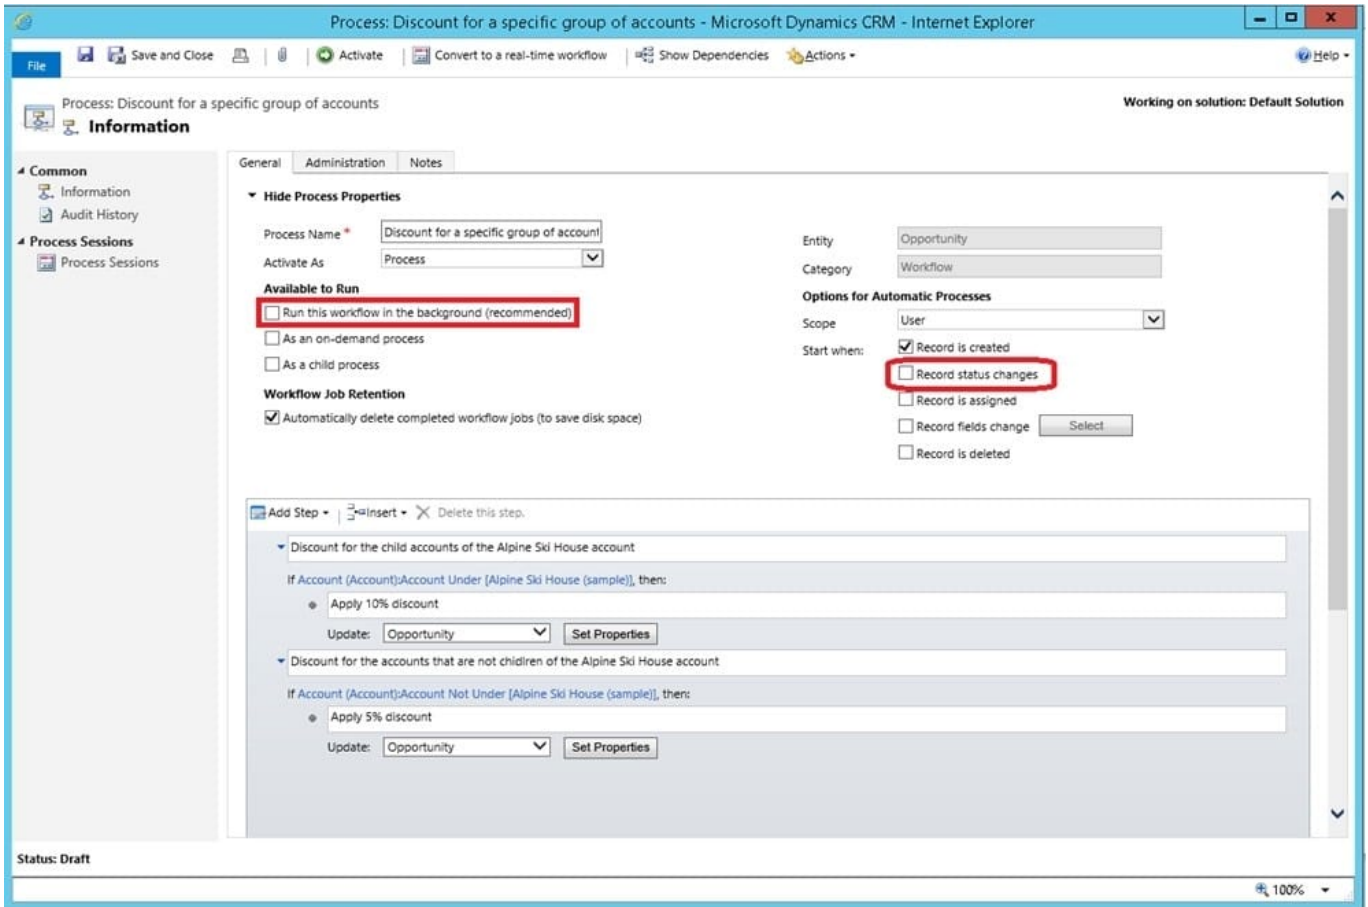 Process: Discount for a specific group of accounts - Microsoft Dynamics CRM - Internet Explorer
File Save and Close Activate Convert to a real-time workflow Show Dependencies Actions Help
Process: Discount for a specific group of accounts
Information
Working on solution: Default Solution
Common
Information
Audit History
Process Sessions
Process Sessions
General Administration Notes
Hide Process Properties
Process Name * Discount for a specific group of account
Activate As Process
Available to Run
Run this workflow in the background (recommended)
As an on-demand process
As a child process
Workflow Job Retention
Automatically delete completed workflow jobs (to save disk space)
Entity Opportunity
Category Workflow
Options for Automatic Processes
Scope User
Start when: Record is created
Record status changes
Record is assigned
Record fields change Select
Record is deleted
Add Step Insert Delete this step.
Discount for the child accounts of the Alpine Ski House account
If Account (Account):Account Under [Alpine Ski House (sample)], then:
Apply 10% discount
Update: Opportunity Set Properties
Discount for the accounts that are not chidlren of the Alpine Ski House account
If Account (Account):Account Not Under [Alpine Ski House (sample)], then:
Apply 5% discount
Update: Opportunity Set Properties
Status: Draft
100%